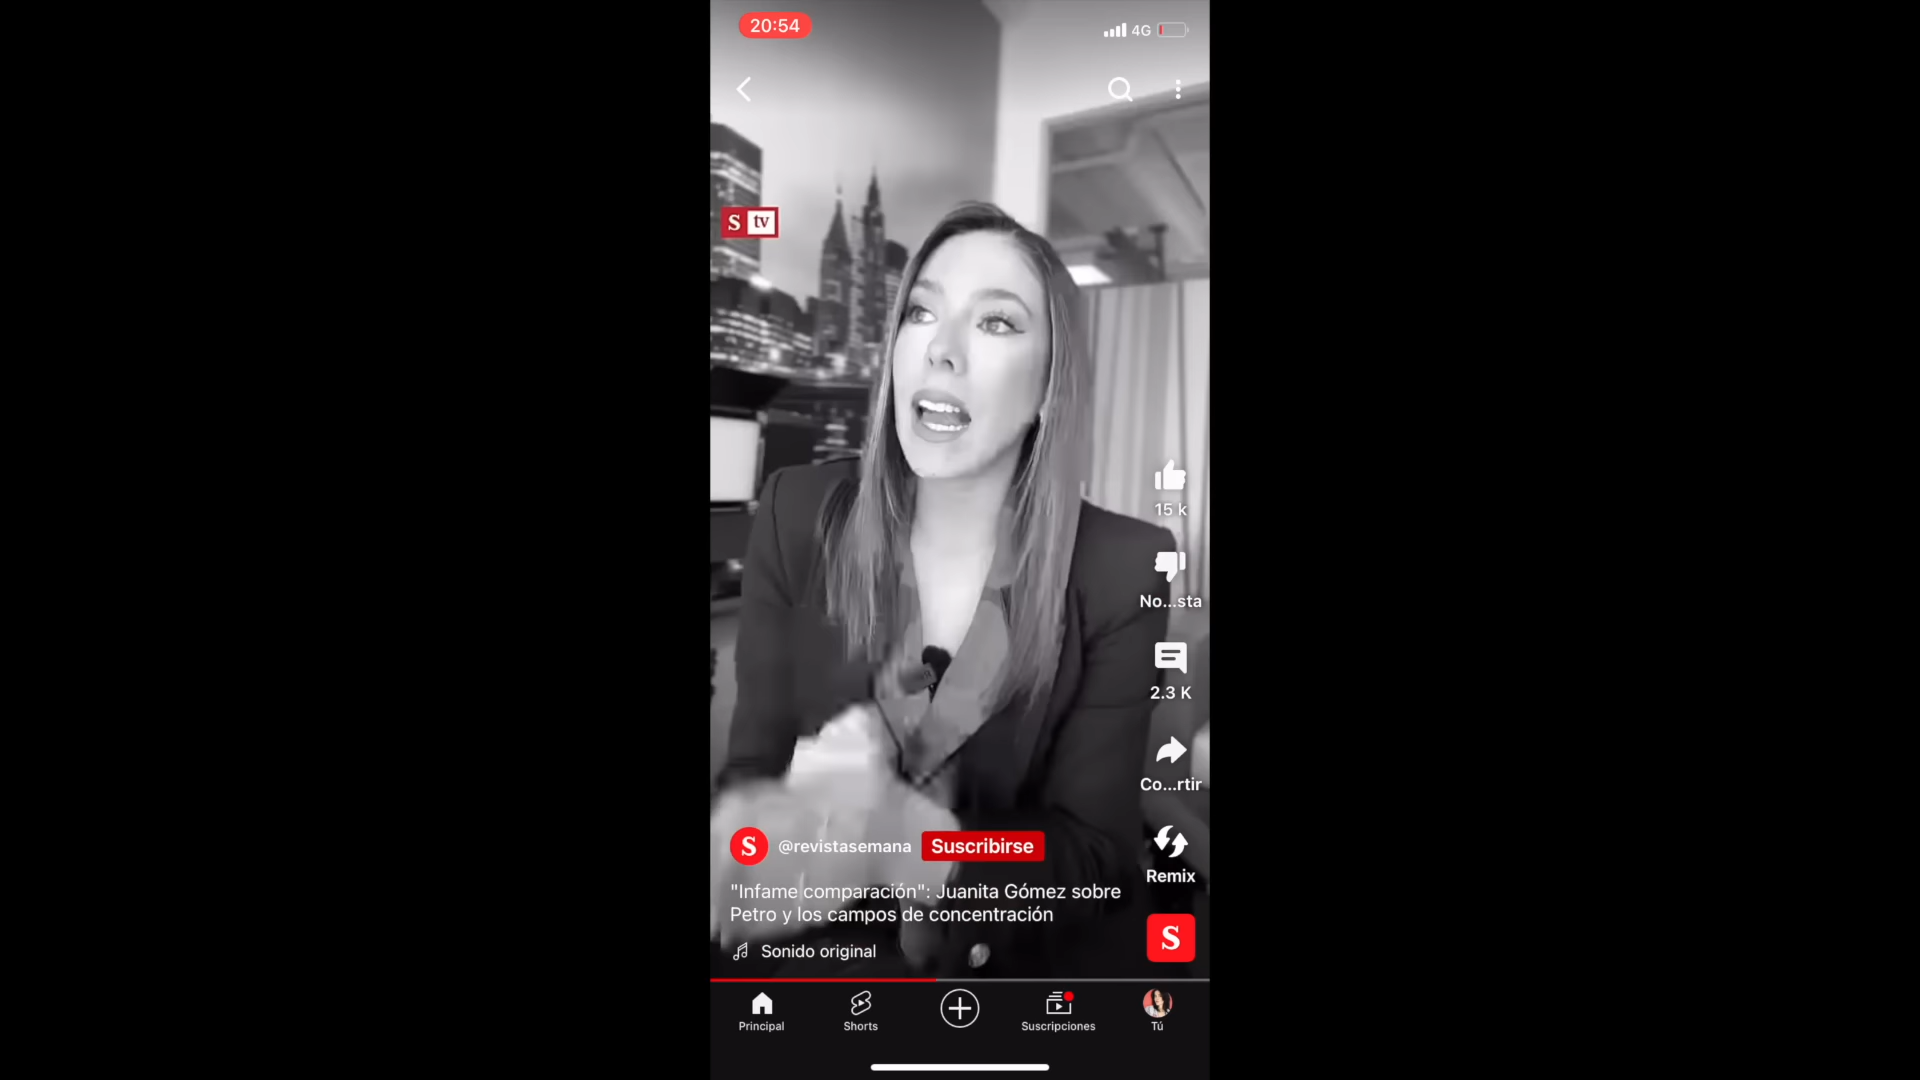 20:54
4G
S tv
15 k
No...sta
2.3 K
Co...rtir
S @revistasemana Suscribirse
Remix
"Infame comparación": Juanita Gómez sobre
Petro y los campos de concentración
S
Sonido original
Principal
Shorts
Suscripciones
Tú